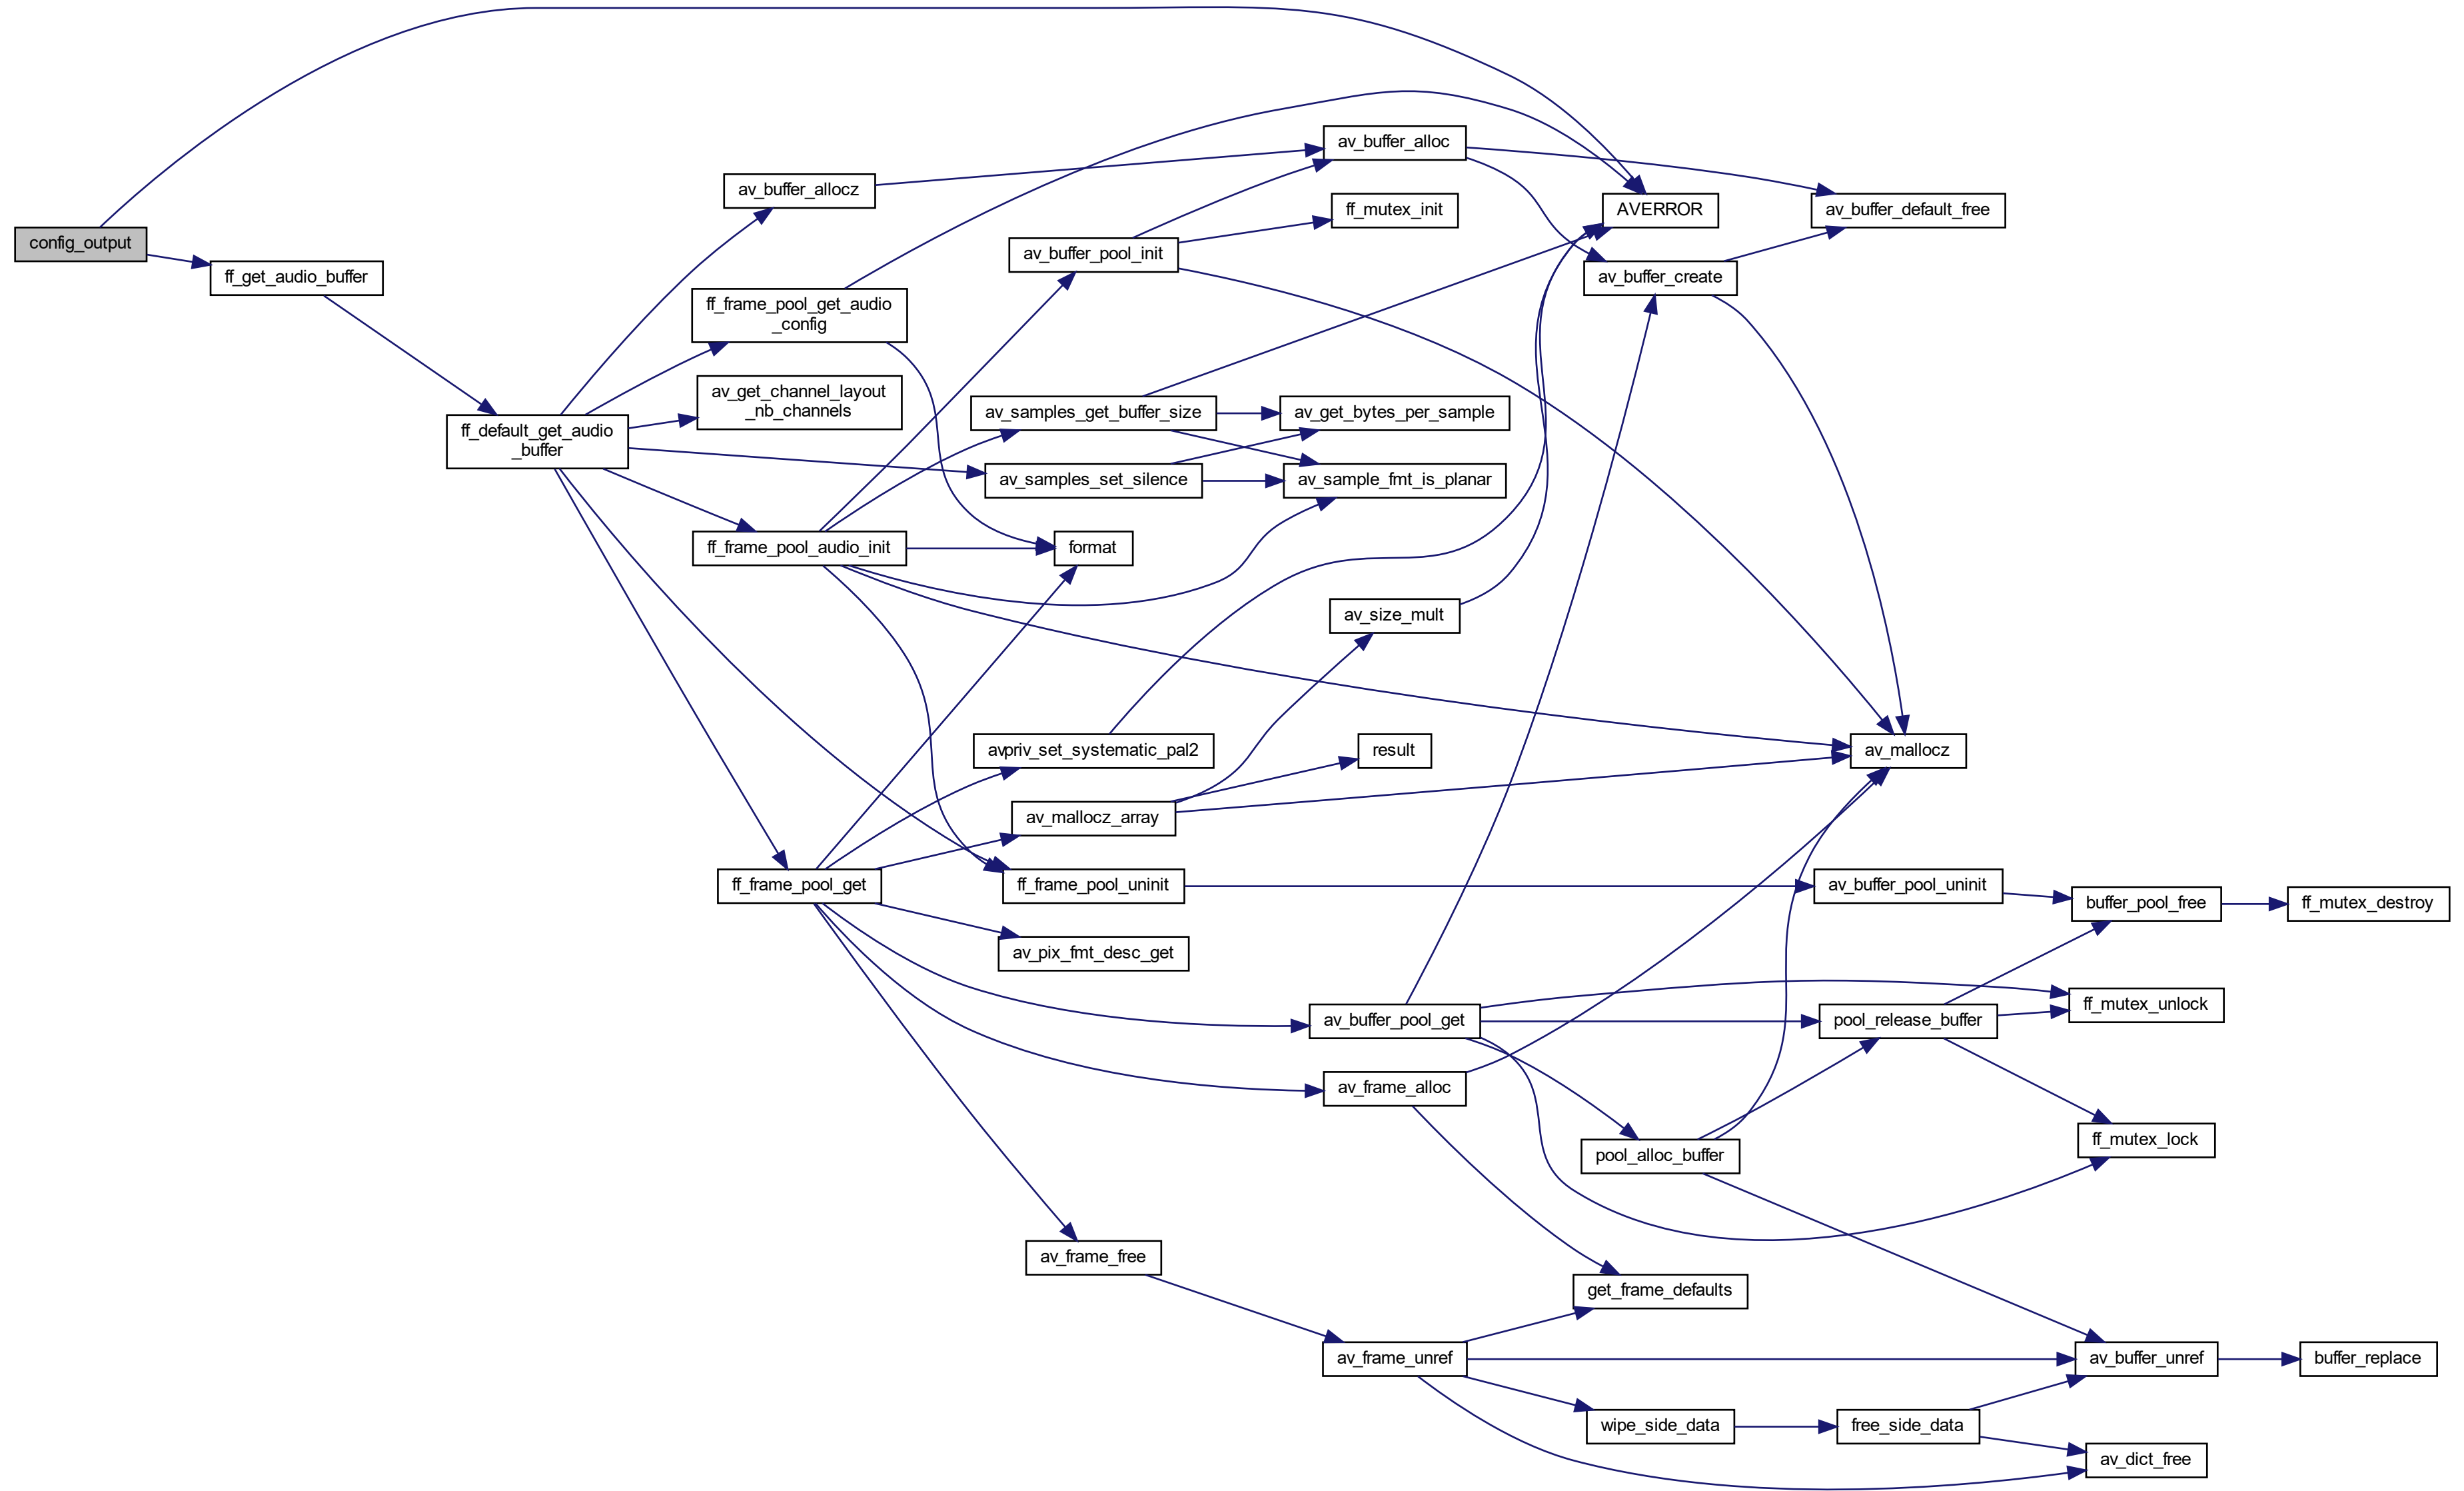 config_output
ff_get_audio_buffer
ff_default_get_audio
_buffer
av_buffer_allocz
ff_frame_pool_get_audio
_config
av_get_channel_layout
_nb_channels
ff_frame_pool_audio_init
ff_frame_pool_get
av_buffer_pool_init
av_samples_get_buffer_size
av_samples_set_silence
format
avpriv_set_systematic_pal2
av_mallocz_array
ff_frame_pool_uninit
av_pix_fmt_desc_get
av_frame_free
av_buffer_alloc
ff_mutex_init
av_get_bytes_per_sample
av_sample_fmt_is_planar
av_size_mult
result
av_buffer_pool_get
av_frame_alloc
av_frame_unref
AVERROR
av_buffer_create
pool_alloc_buffer
get_frame_defaults
wipe_side_data
av_buffer_default_free
av_mallocz
av_buffer_pool_uninit
pool_release_buffer
free_side_data
buffer_pool_free
ff_mutex_unlock
ff_mutex_lock
av_buffer_unref
av_dict_free
ff_mutex_destroy
buffer_replace